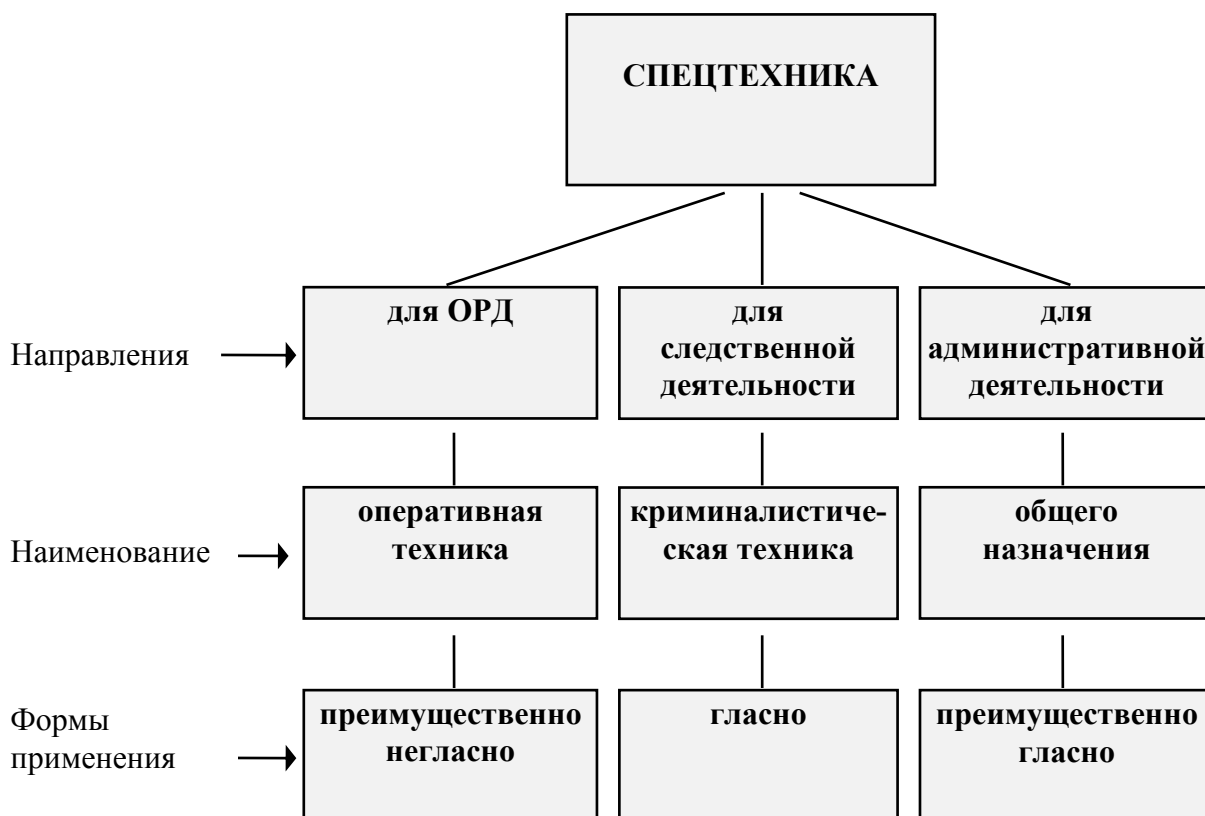 СПЕЦТЕХНИКА
Направления
для ОРД
для
следственной
деятельности
для
административной
деятельности
Наименование
оперативная
техника
криминалистиче-
ская техника
общего
назначения
Формы
применения
преимущественно
негласно
гласно
преимущественно
гласно